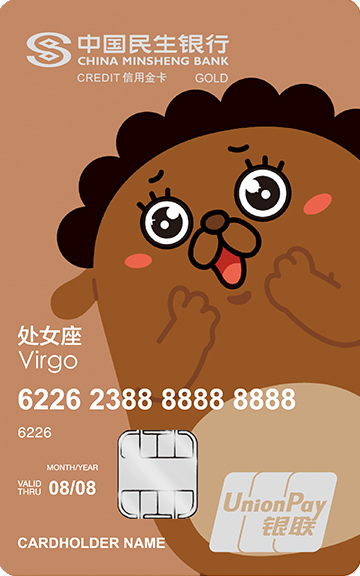 中国民生银行
CHINA MINSHENG BANK
CREDIT 信用金卡 GOLD
处女座
Virgo
6226 2388 8888 8888
6226
MONTH/YEAR
VALID THRU 08/08
CARDHOLDER NAME
UnionPay
银联